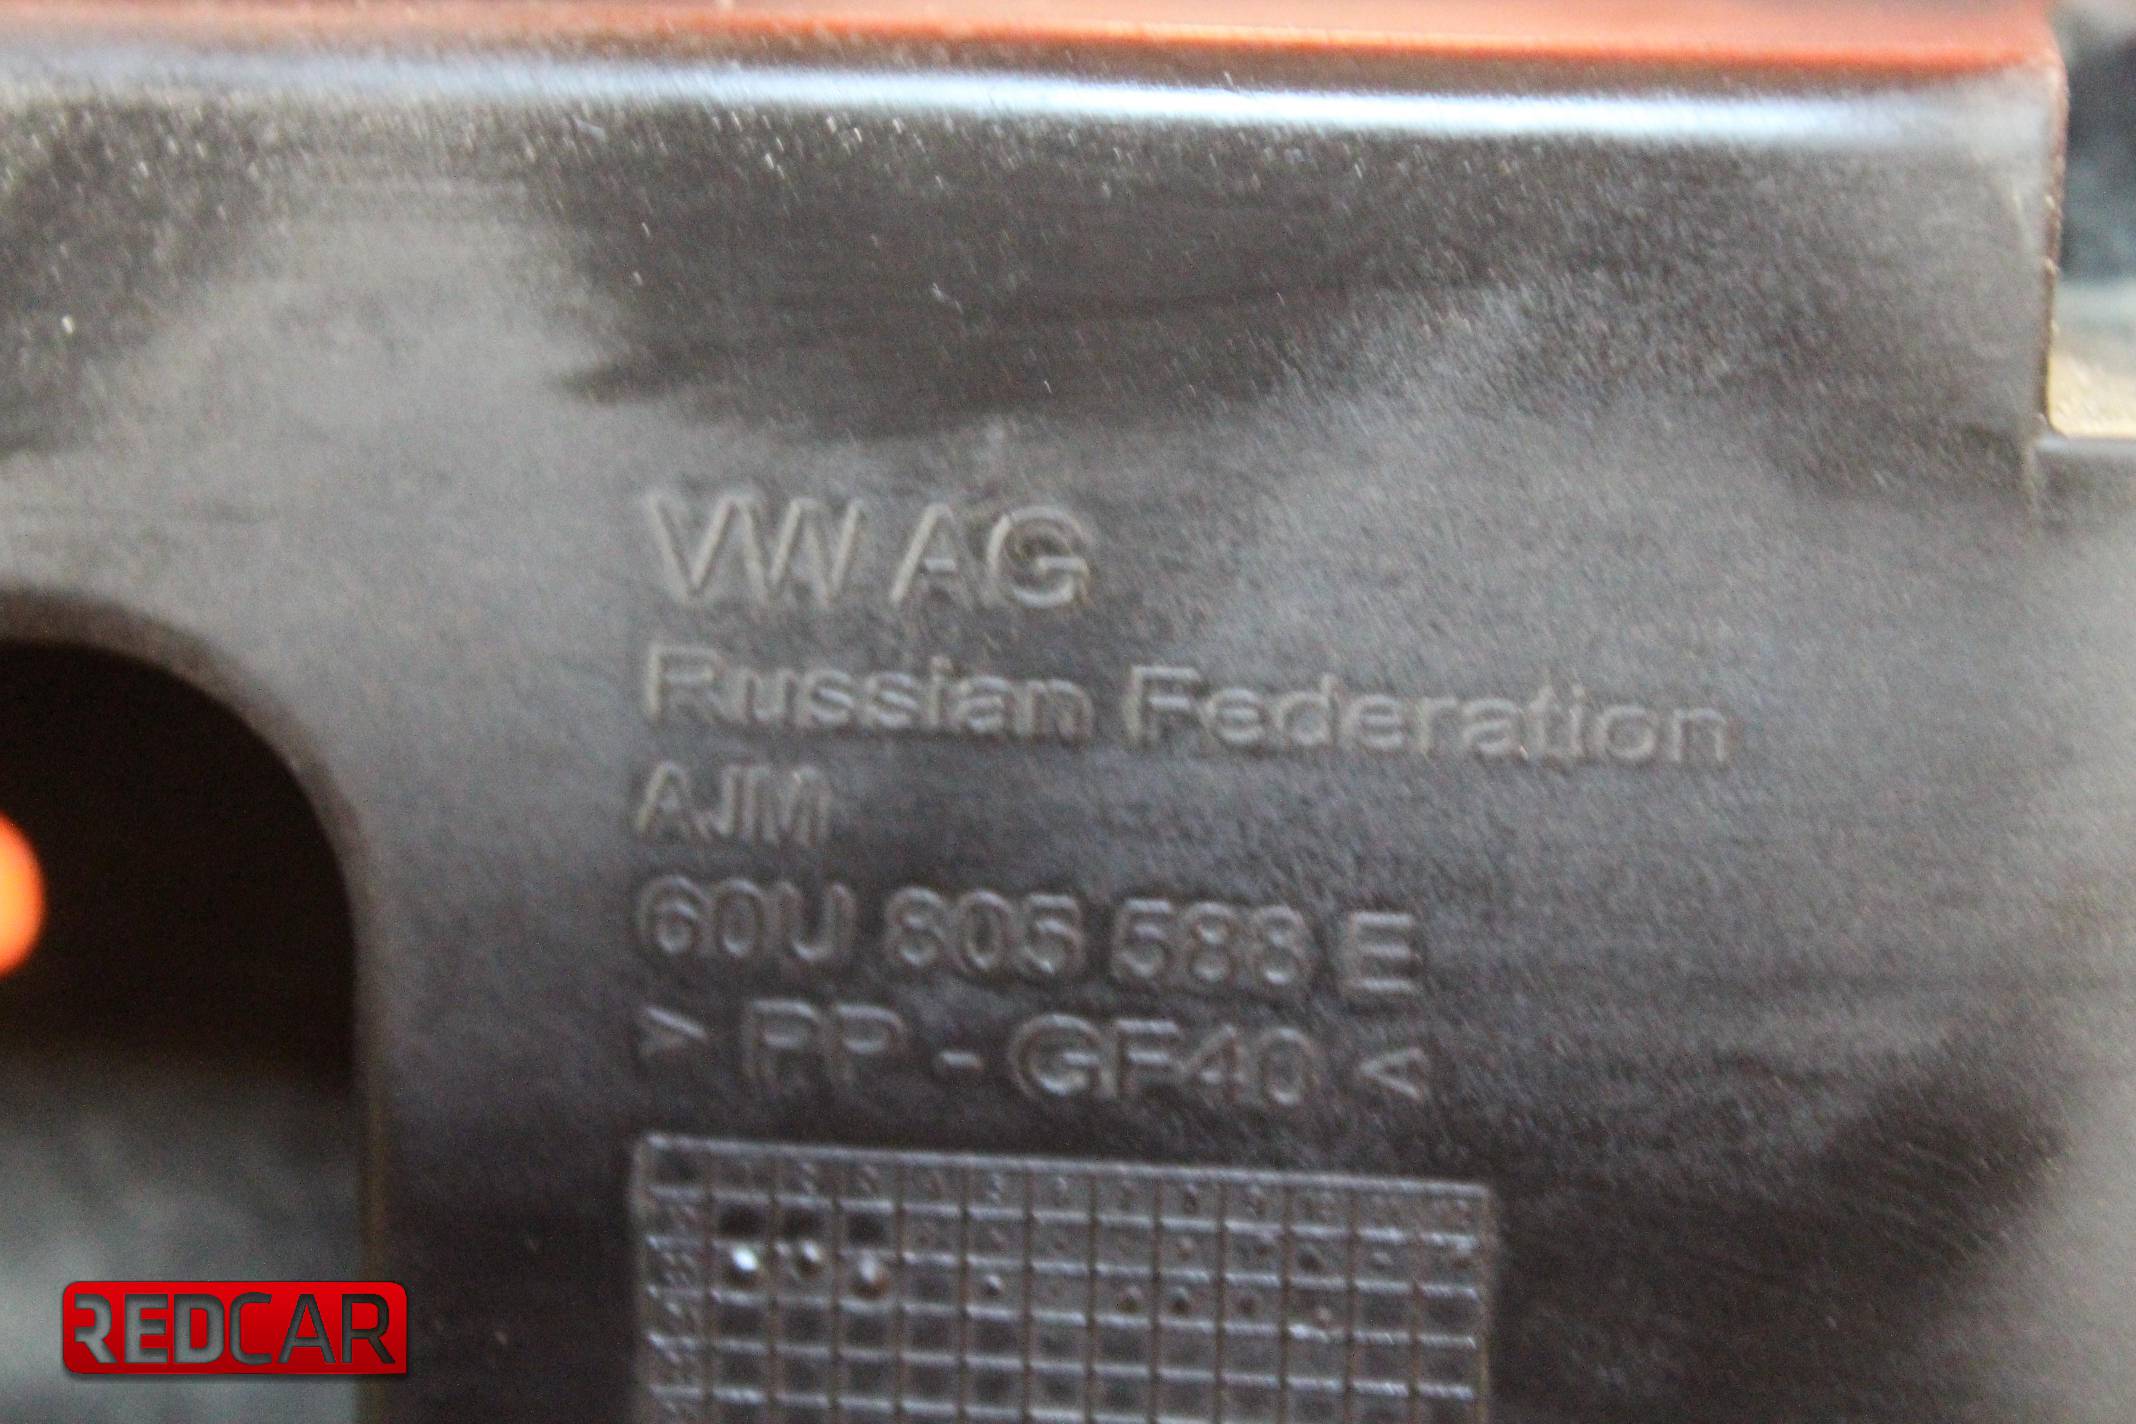 VW AG
Russian Federation
AJM
60U 805 588 E
> PP - GF40 <
REDCAR